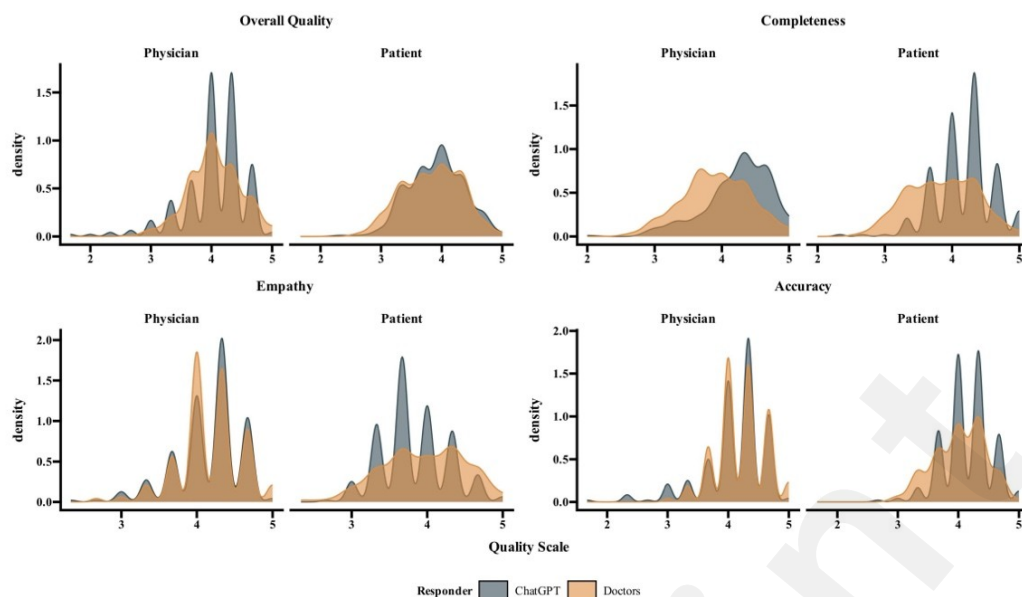 Overall Quality
Completeness
Physician
Patient
Physician
Patient
density
1.5
1.0
0.5
0.0
2 3 4 5
2 3 4 5
density
1.5
1.0
0.5
0.0
2 3 4 5
2 3 4 5
Empathy
Accuracy
Physician
Patient
Physician
Patient
density
2.0
1.5
1.0
0.5
0.0
3 4 5
3 4 5
density
2.0
1.5
1.0
0.5
0.0
2 3 4 5
2 3 4 5
Quality Scale
Responder ChatGPT Doctors